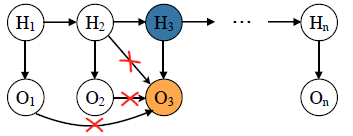 H₁ H₂ H₃ ... Hₙ
O₁ O₂ O₃ Oₙ